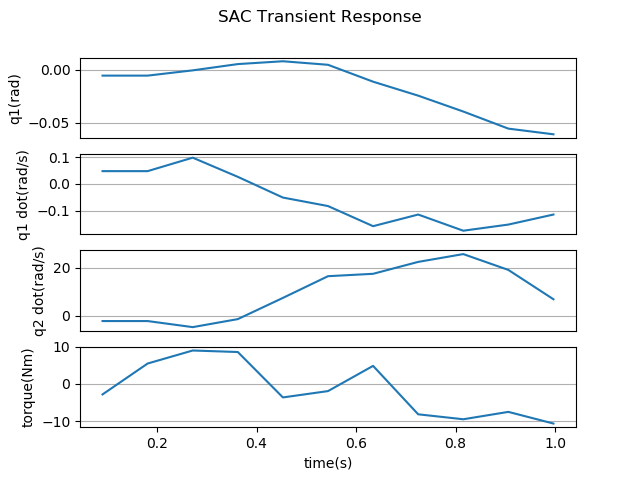 SAC Transient Response
q1(rad)
0.00
−0.05
q1 dot(rad/s)
0.1
0.0
−0.1
q2 dot(rad/s)
20
0
torque(Nm)
10
0
−10
0.2 0.4 0.6 0.8 1.0
time(s)